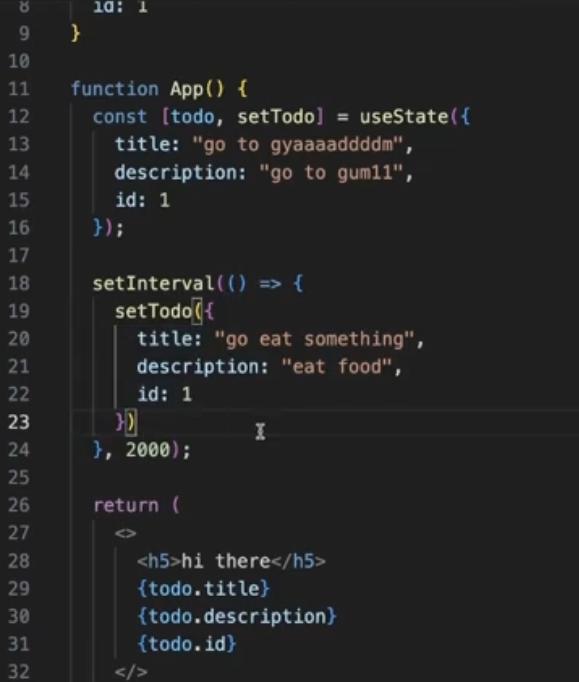 8 id: 1
9 }
10
11 function App() {
12 const [todo, setTodo] = useState({
13 title: "go to gyaaaaddddm",
14 description: "go to gum11",
15 id: 1
16 });
17
18 setInterval(() => {
19 setTodo({
20 title: "go eat something",
21 description: "eat food",
22 id: 1
23 })
24 }, 2000);
25
26 return (
27 <>
28 <h5>hi there</h5>
29 {todo.title}
30 {todo.description}
31 {todo.id}
32 </>